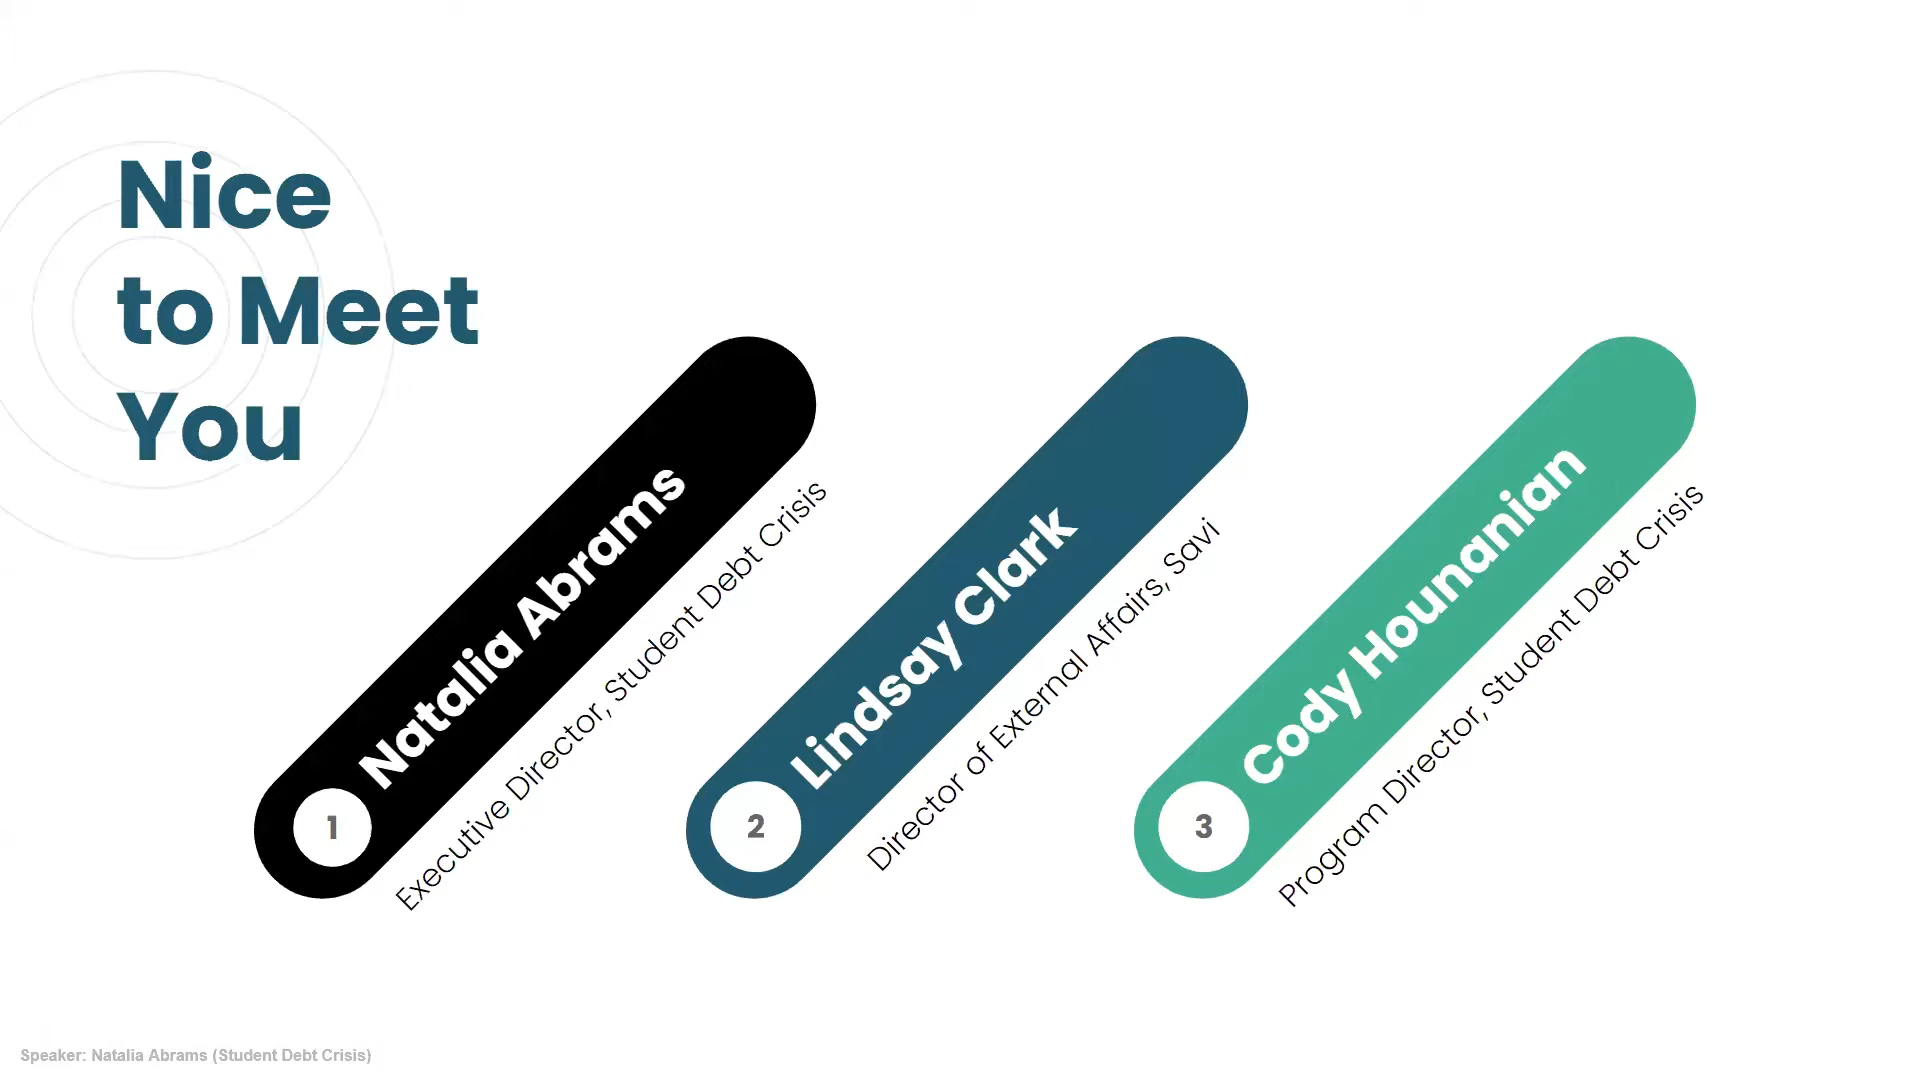 Nice
to Meet
You
1
Natalia Abrams
Executive Director, Student Debt Crisis
2
Lindsay Clark
Director of External Affairs, Savi
3
Cody Hounanian
Program Director, Student Debt Crisis
Speaker: Natalia Abrams (Student Debt Crisis)